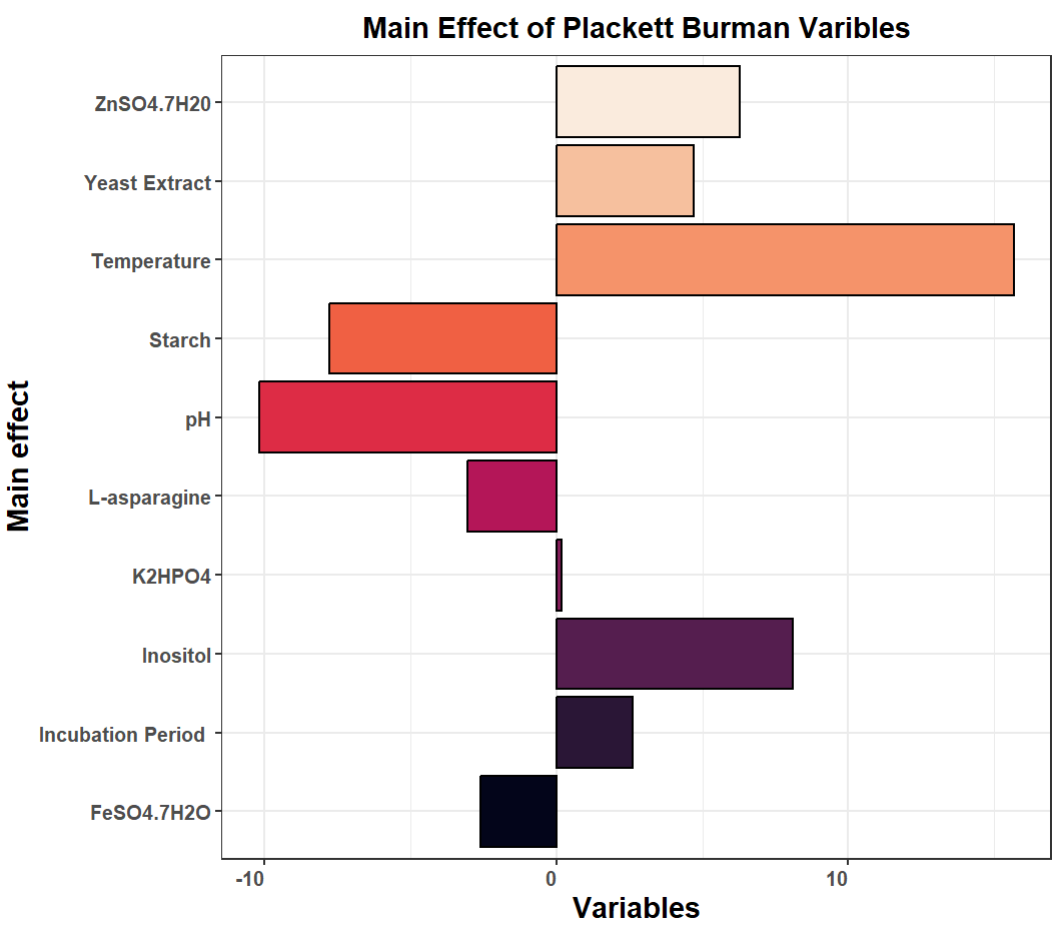 Main Effect of Plackett Burman Varibles
ZnSO4.7H20
Yeast Extract
Temperature
Starch
pH
L-asparagine
K2HPO4
Inositol
Incubation Period
FeSO4.7H2O
Main effect
-10 0 10
Variables